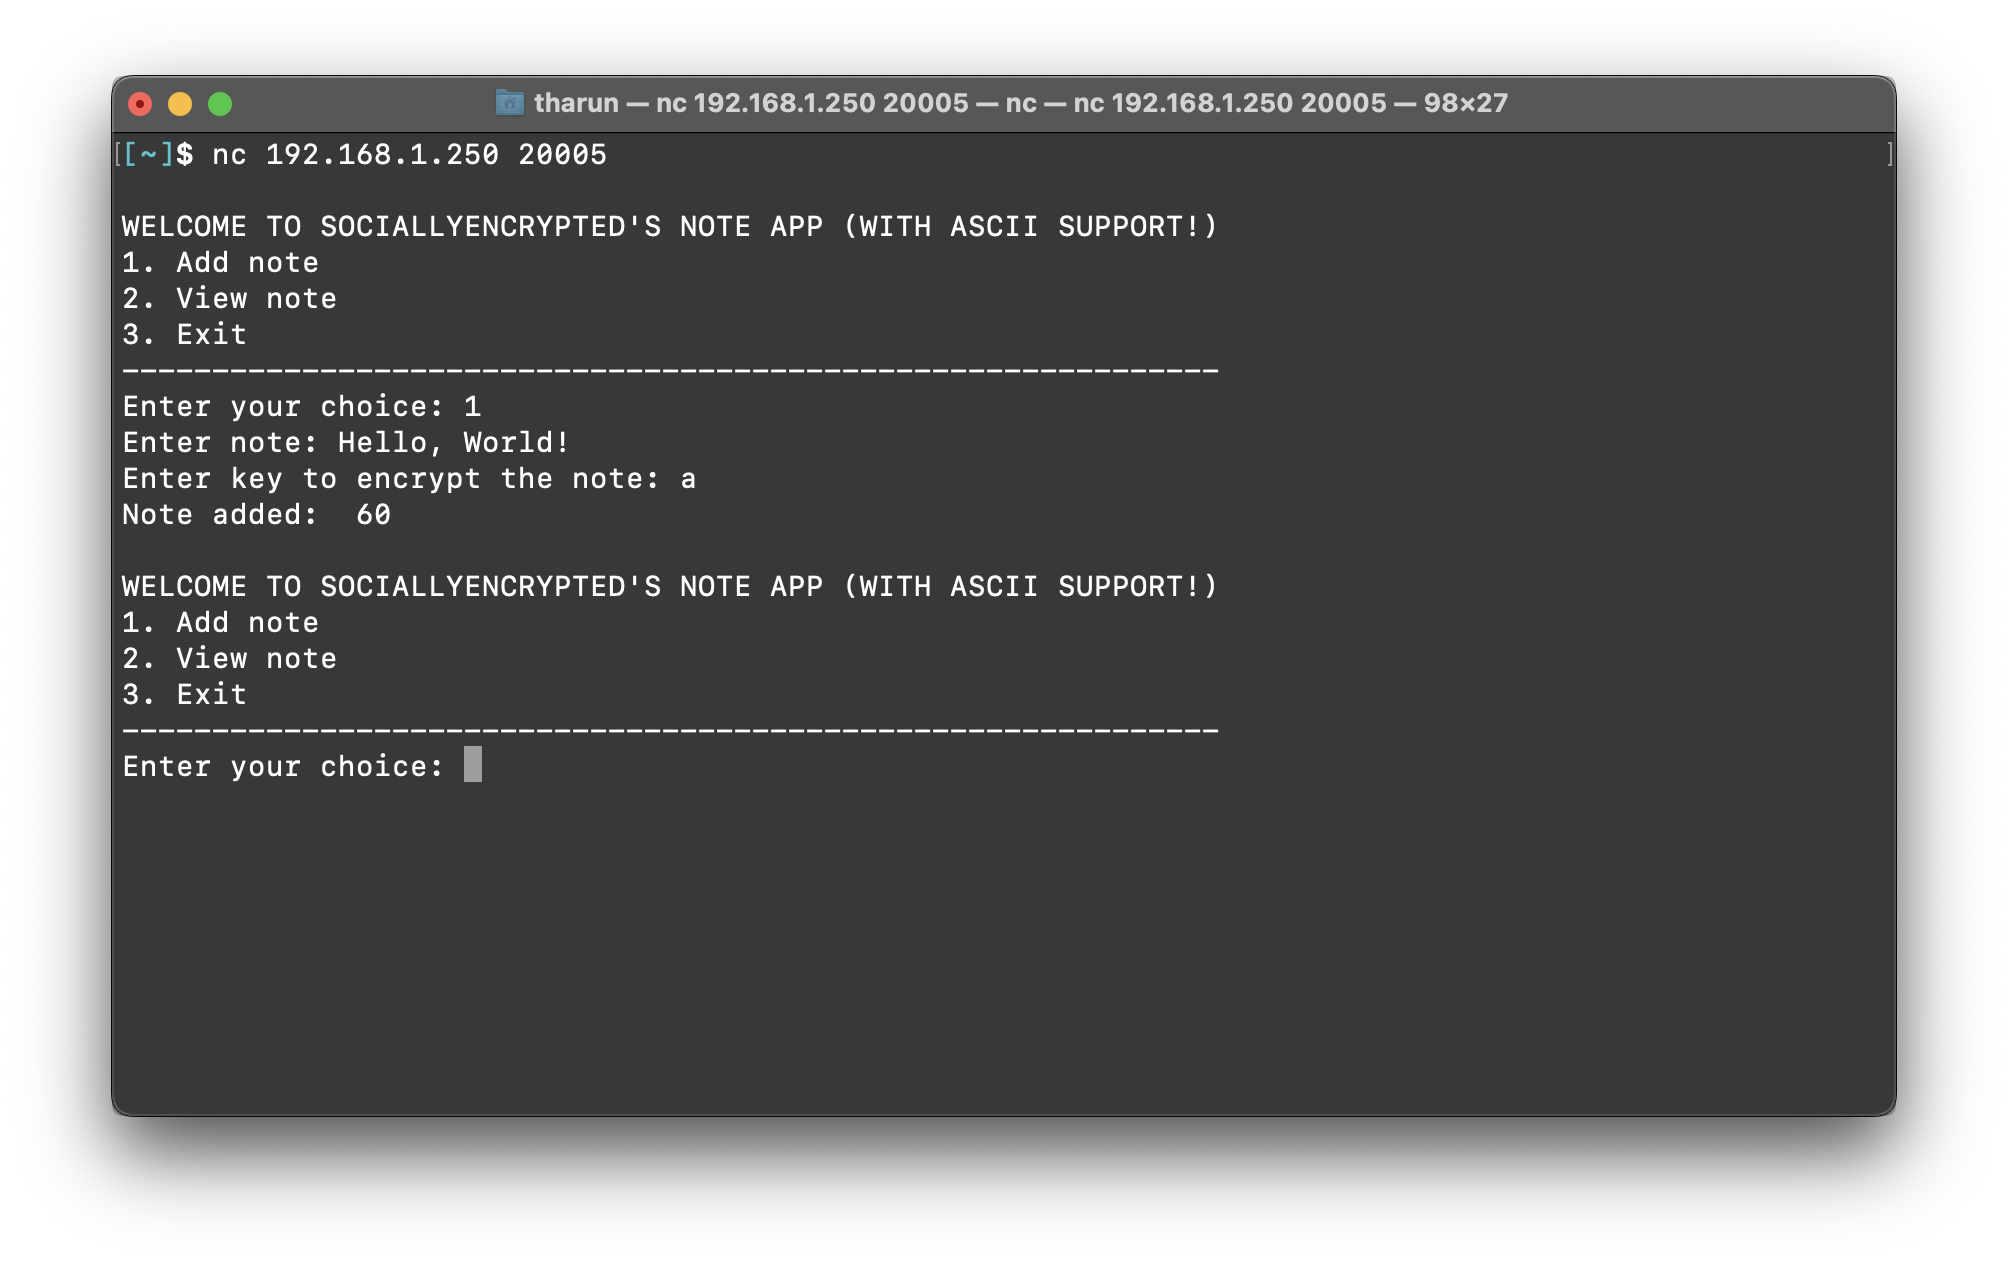 tharun — nc 192.168.1.250 20005 — nc — nc 192.168.1.250 20005 — 98×27
[[~]$ nc 192.168.1.250 20005 ]
WELCOME TO SOCIALLYENCRYPTED'S NOTE APP (WITH ASCII SUPPORT!)
1. Add note
2. View note
3. Exit
-------------------------------------------------------------
Enter your choice: 1
Enter note: Hello, World!
Enter key to encrypt the note: a
Note added:  60
WELCOME TO SOCIALLYENCRYPTED'S NOTE APP (WITH ASCII SUPPORT!)
1. Add note
2. View note
3. Exit
-------------------------------------------------------------
Enter your choice: